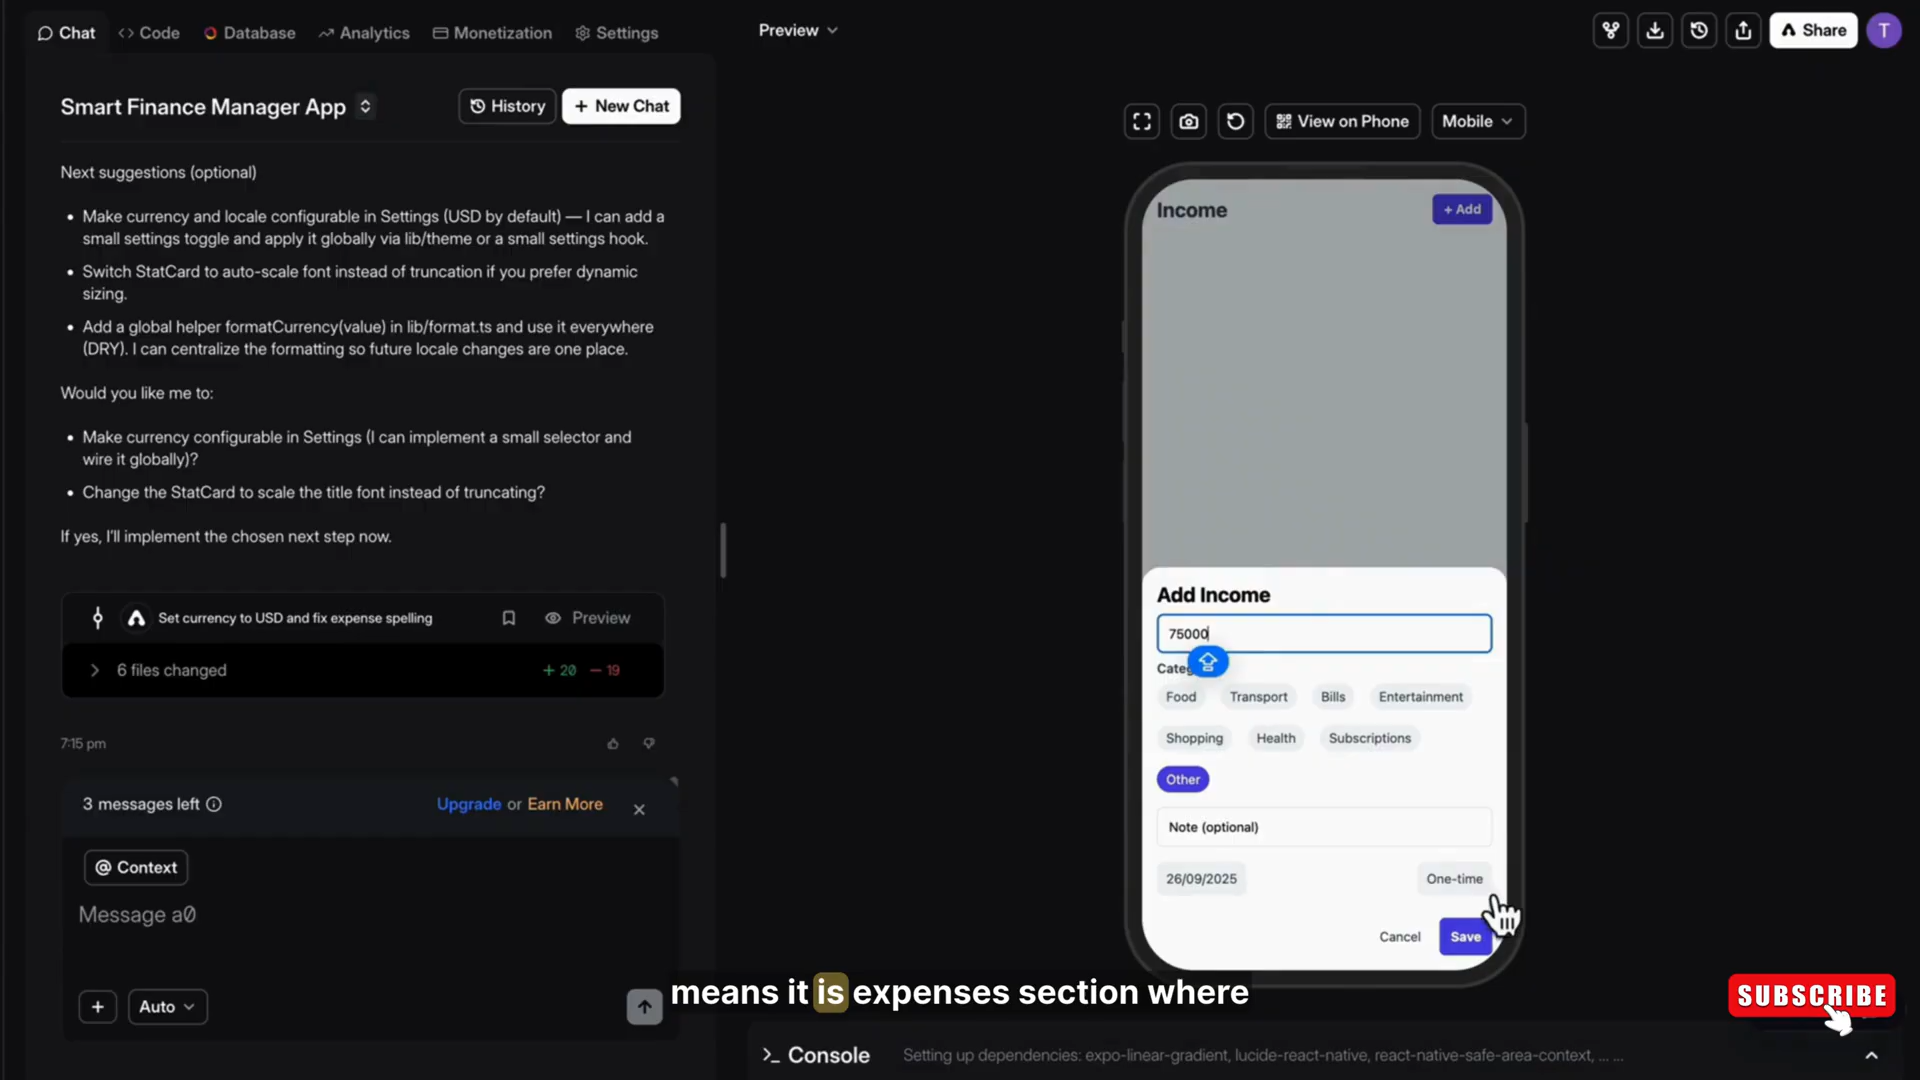 Chat
Code
Database
Analytics
Monetization
Settings
Preview
Share
T
Smart Finance Manager App
History
+ New Chat
Next suggestions (optional)
• Make currency and locale configurable in Settings (USD by default) — I can add a
small settings toggle and apply it globally via lib/theme or a small settings hook.
• Switch StatCard to auto-scale font instead of truncation if you prefer dynamic
sizing.
• Add a global helper formatCurrency(value) in lib/format.ts and use it everywhere
(DRY). I can centralize the formatting so future locale changes are one place.
Would you like me to:
• Make currency configurable in Settings (I can implement a small selector and
wire it globally)?
• Change the StatCard to scale the title font instead of truncating?
If yes, I'll implement the chosen next step now.
Set currency to USD and fix expense spelling
Preview
6 files changed
+ 20 − 19
7:15 pm
3 messages left
Upgrade or Earn More
@ Context
Message a0
+
Auto
View on Phone
Mobile
Income
+ Add
Add Income
75000
Food Transport Bills Entertainment
Shopping Health Subscriptions
Other
Note (optional)
26/09/2025
One-time
Cancel
Save
means it is expenses section where
SUBSCRIBE
>_ Console
Setting up dependencies: expo-linear-gradient, lucide-react-native, react-native-safe-area-context, ... ...